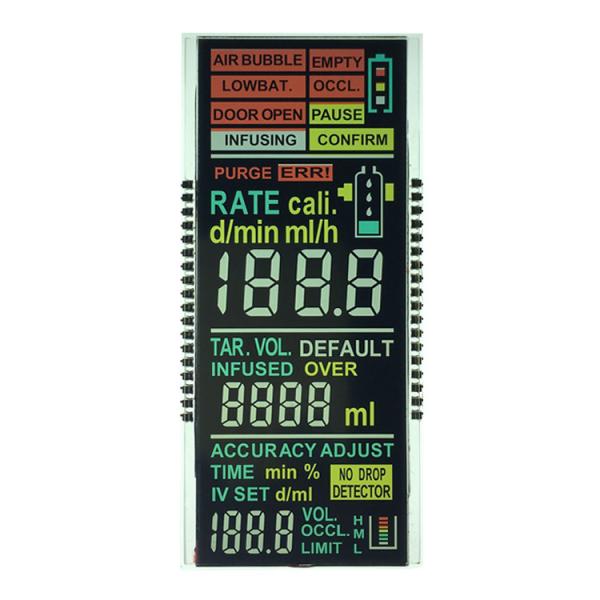 AIR BUBBLE EMPTY
LOWBAT. OCCL.
DOOR OPEN PAUSE
INFUSING CONFIRM
PURGE ERR!
RATE cali.
d/min ml/h
188.8
TAR. VOL. DEFAULT
INFUSED OVER
8888 ml
ACCURACY ADJUST
TIME min % NO DROP
IV SET d/ml DETECTOR
188.8 VOL. H
OCCL. M
LIMIT L